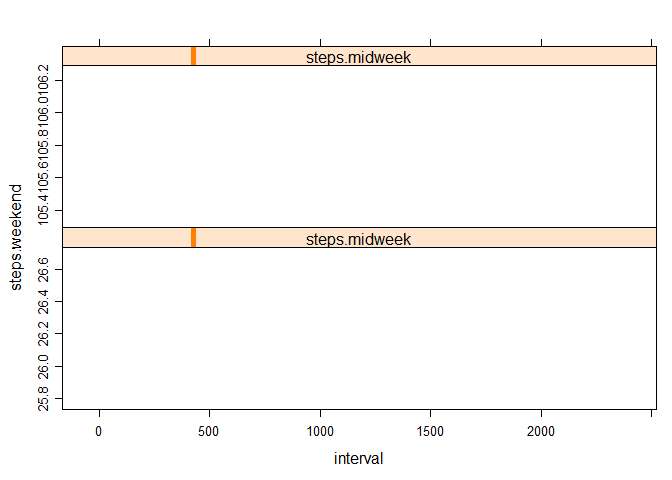 steps.midweek
105.4 105.6 105.8 106.0 106.2
steps.midweek
25.8 26.0 26.2 26.4 26.6
steps.weekend
0 500 1000 1500 2000
interval